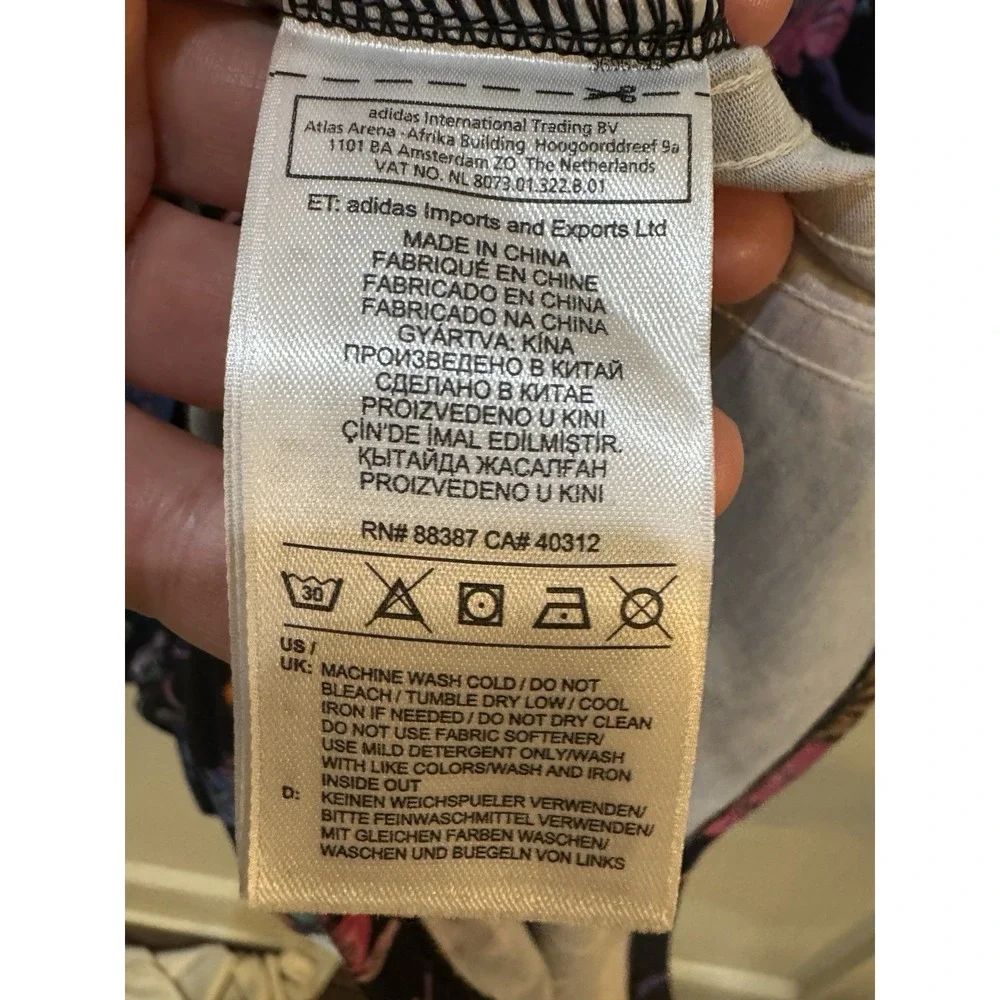 adidas International Trading BV
Atlas Arena - Afrika Building Hoogoorddreef 9a
1101 BA Amsterdam ZO The Netherlands
VAT NO. NL 8073.01.322.B.01
ET: adidas Imports and Exports Ltd
MADE IN CHINA
FABRIQUÉ EN CHINE
FABRICADO EN CHINA
FABRICADO NA CHINA
GYÁRTVA: KÍNA
ПРОИЗВЕДЕНО В КИТАЙ
СДЕЛАНО В КИТАЕ
PROIZVEDENO U KINI
ÇİN'DE İMAL EDİLMİŞTİR.
ҚЫТАЙДА ЖАСАЛҒАН
PROIZVEDENO U KINI
RN# 88387 CA# 40312
30
US /
UK: MACHINE WASH COLD / DO NOT
BLEACH / TUMBLE DRY LOW / COOL
IRON IF NEEDED / DO NOT DRY CLEAN
DO NOT USE FABRIC SOFTENER/
USE MILD DETERGENT ONLY/WASH
WITH LIKE COLORS/WASH AND IRON
INSIDE OUT
D: KEINEN WEICHSPUELER VERWENDEN/
BITTE FEINWASCHMITTEL VERWENDEN/
MIT GLEICHEN FARBEN WASCHEN/
WASCHEN UND BUEGELN VON LINKS